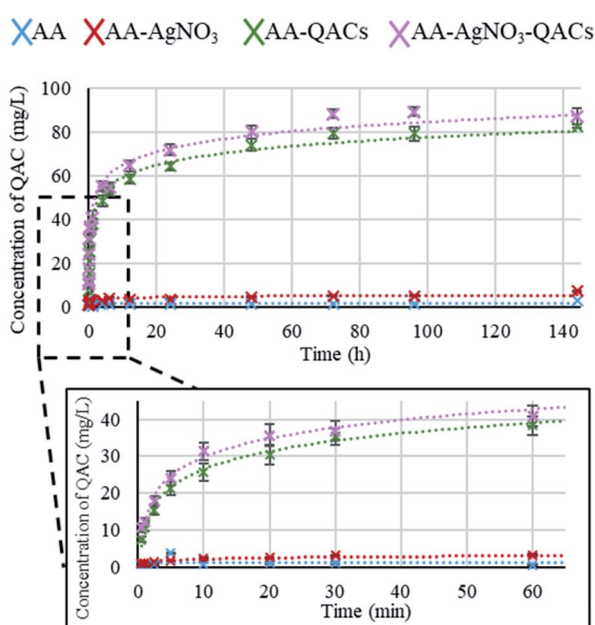 AA AA-AgNO₃ AA-QACs AA-AgNO₃-QACs
Concentration of QAC (mg/L)
100
80
60
40
20
0
0 20 40 60 80 100 120 140
Time (h)
Concentration of QAC (mg/L)
40
30
20
10
0
0 10 20 30 40 50 60
Time (min)